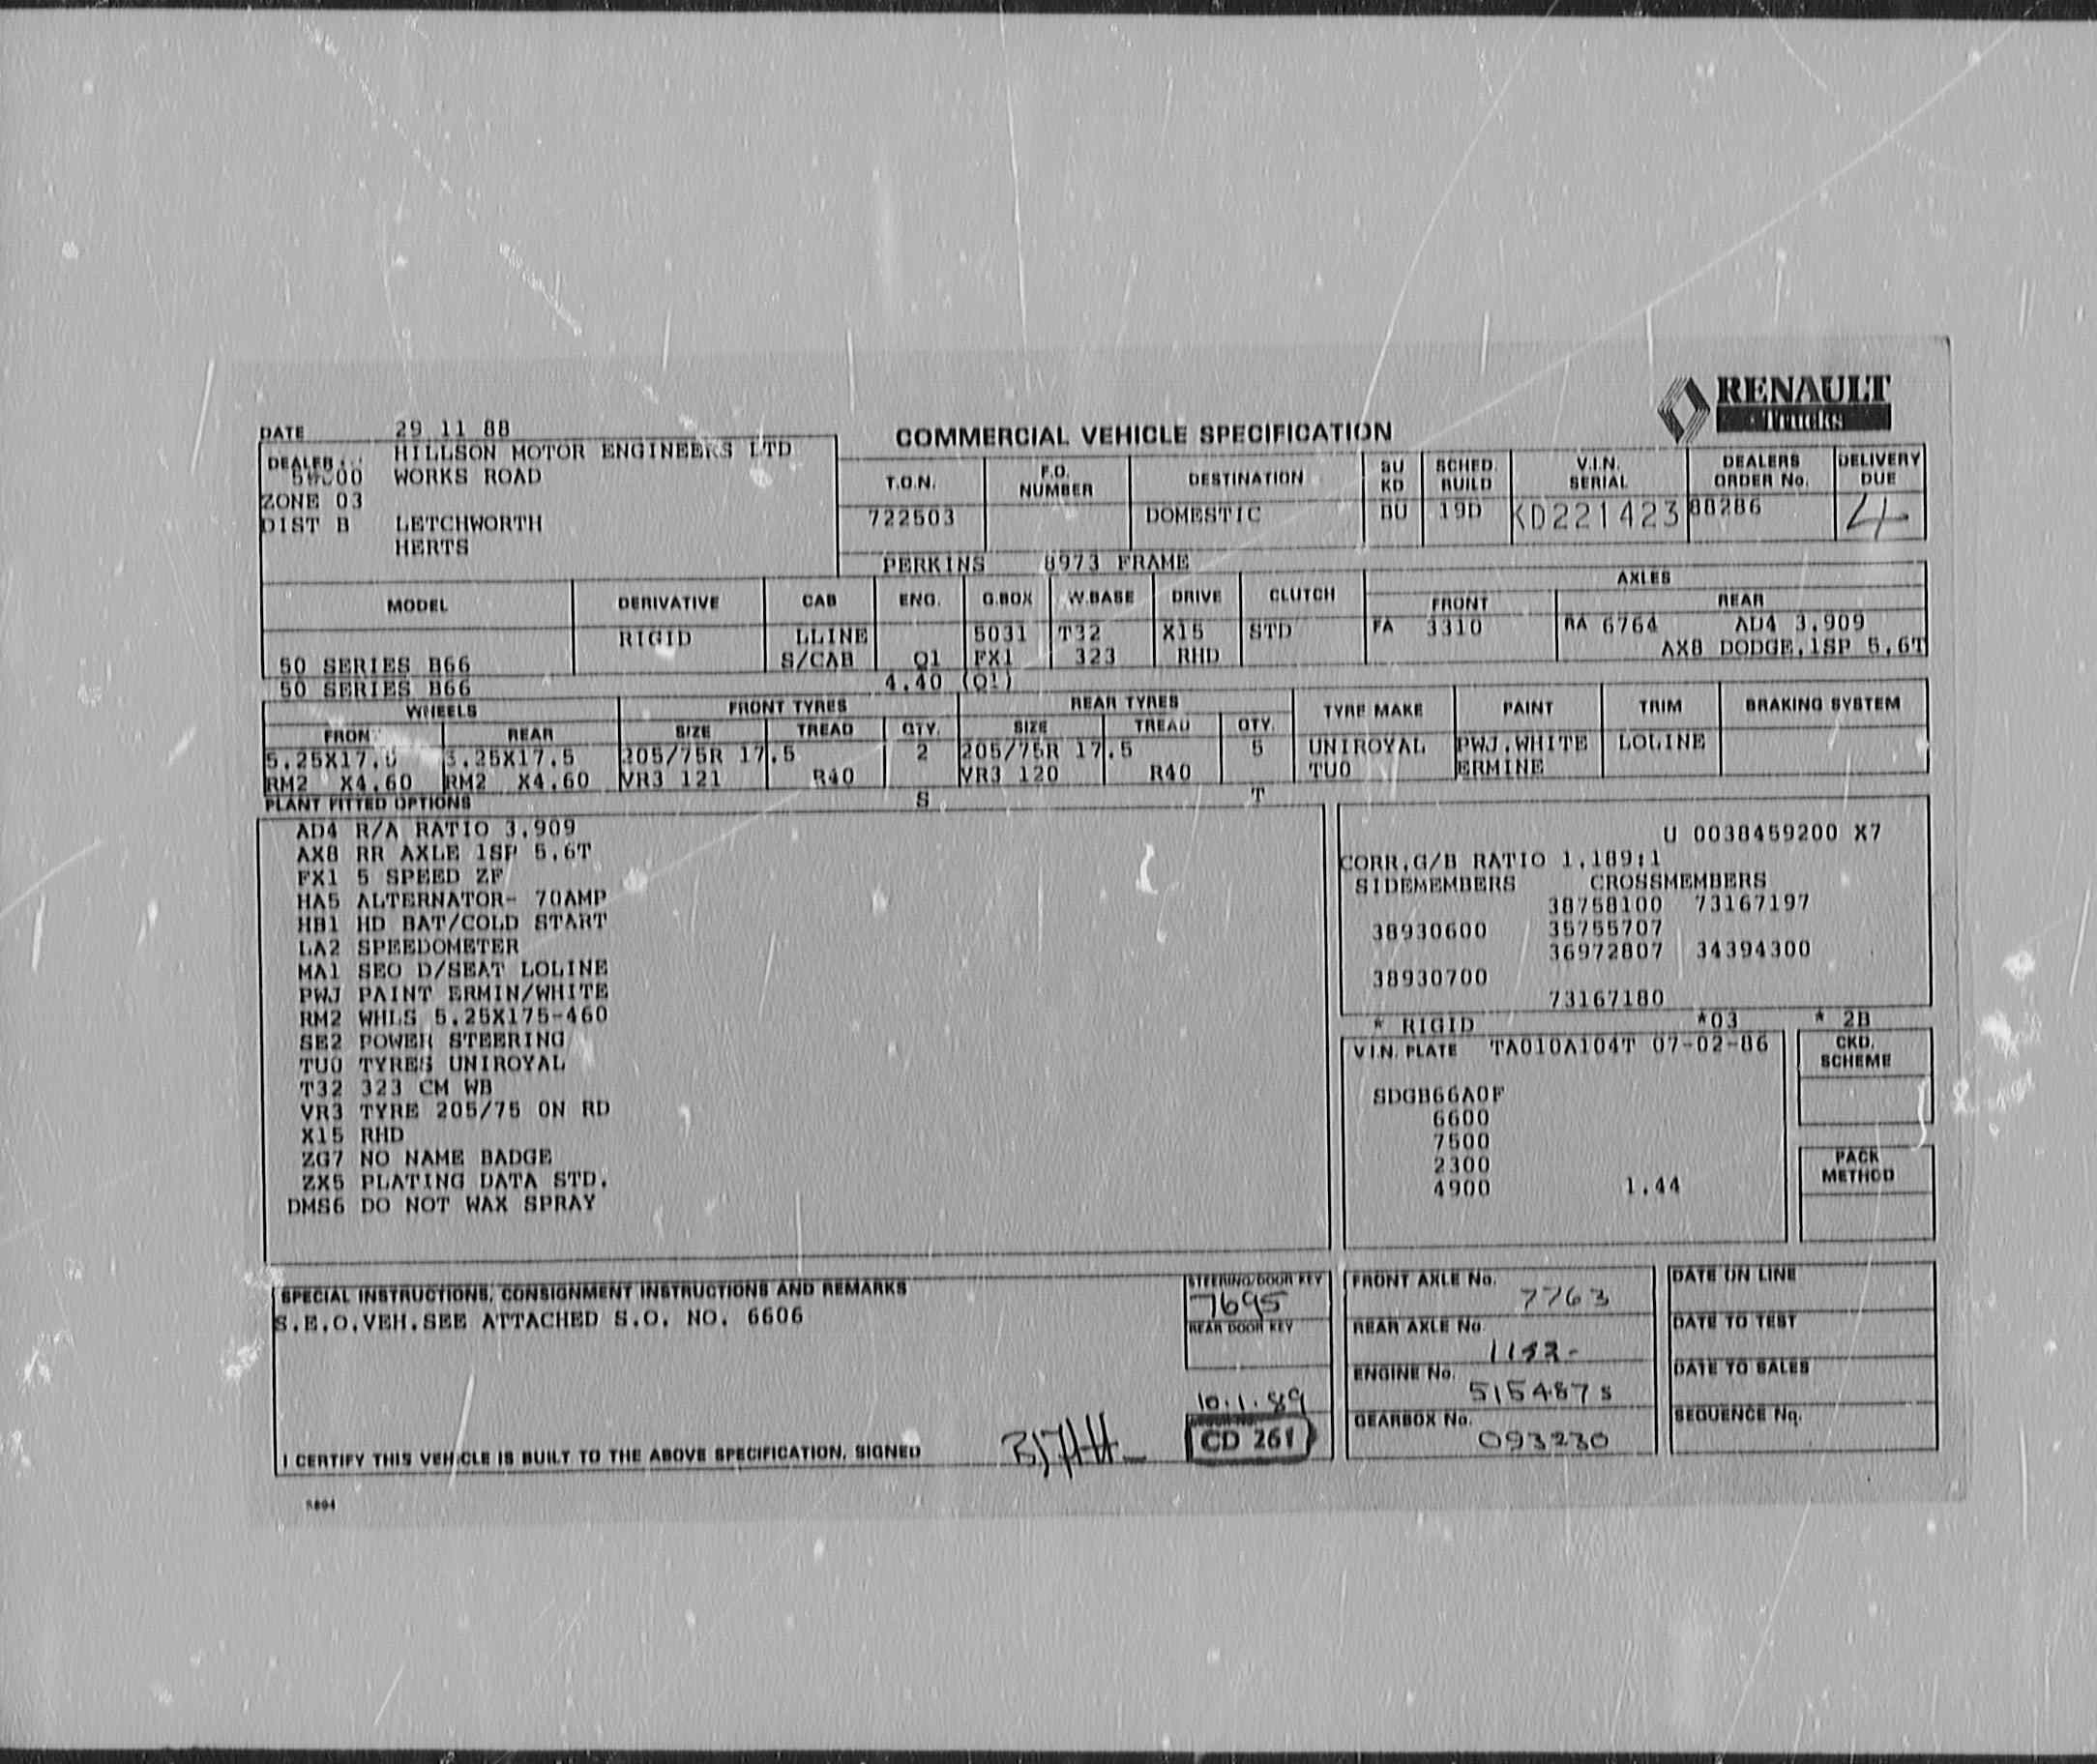 RENAULT
Trucks
DATE 29 11 88
COMMERCIAL VEHICLE SPECIFICATION
DEALER HILLSON MOTOR ENGINEERS LTD
WORKS ROAD
ZONE 03
DIST B LETCHWORTH
HERTS
T.O.N. F.O. NUMBER DESTINATION BU KD SCHED. BUILD V.I.N. SERIAL DEALERS ORDER No. DELIVERY DUE
722503 DOMESTIC BU 19D KD221423 88286 4
PERKINS 8973 FRAME
MODEL DERIVATIVE CAB ENG. G.BOX W.BASE DRIVE CLUTCH AXLES
FRONT REAR
RIGID LLINE 5031 T32 X15 STD FA 3310 RA 6764 AD4 3.909
50 SERIES B66 S/CAB Q1 FX1 323 RHD AX8 DODGE,1SP 5.6T
50 SERIES B66 4.40 (Q1)
WHEELS FRONT TYRES REAR TYRES TYRE MAKE PAINT TRIM BRAKING SYSTEM
FRONT REAR SIZE TREAD QTY. SIZE TREAD QTY.
5.25X17.5 5.25X17.5 205/75R 17.5 2 205/75R 17.5 5 UNIROYAL PWJ.WHITE LOLINE
RM2 X4.60 RM2 X4.60 VR3 121 R40 VR3 120 R40 TU0 ERMINE
PLANT FITTED OPTIONS S T
AD4 R/A RATIO 3.909
AX8 RR AXLE 1SP 5.6T
FX1 5 SPEED ZF
HA5 ALTERNATOR- 70AMP
HB1 HD BAT/COLD START
LA2 SPEEDOMETER
MA1 SEO D/SEAT LOLINE
PWJ PAINT ERMIN/WHITE
RM2 WHLS 5.25X175-460
SE2 POWER STEERING
TU0 TYRES UNIROYAL
T32 323 CM WB
VR3 TYRE 205/75 ON RD
X15 RHD
ZG7 NO NAME BADGE
ZX5 PLATING DATA STD.
DMS6 DO NOT WAX SPRAY
U 0038459200 X7
CORR.G/B RATIO 1.189:1
SIDEMEMBERS CROSSMEMBERS
38758100 73167197
38930600 35755707
36972807 34394300
38930700
73167180
* RIGID *03 * 2B
V.I.N. PLATE TA010A104T 07-02-86
SDGB66A0F
6600
7500
2300
4900 1.44
CKD. SCHEME
PACK METHOD
SPECIAL INSTRUCTIONS, CONSIGNMENT INSTRUCTIONS AND REMARKS
S.E.O.VEH.SEE ATTACHED S.O. NO. 6606
STEERING/DOOR KEY
7695
REAR DOOR KEY
10.1.89
CD 261
I CERTIFY THIS VEHICLE IS BUILT TO THE ABOVE SPECIFICATION. SIGNED
FRONT AXLE No. 7763
REAR AXLE No.
ENGINE No. 515487 S
GEARBOX No. 093230
DATE ON LINE
DATE TO TEST
DATE TO SALES
SEQUENCE No.